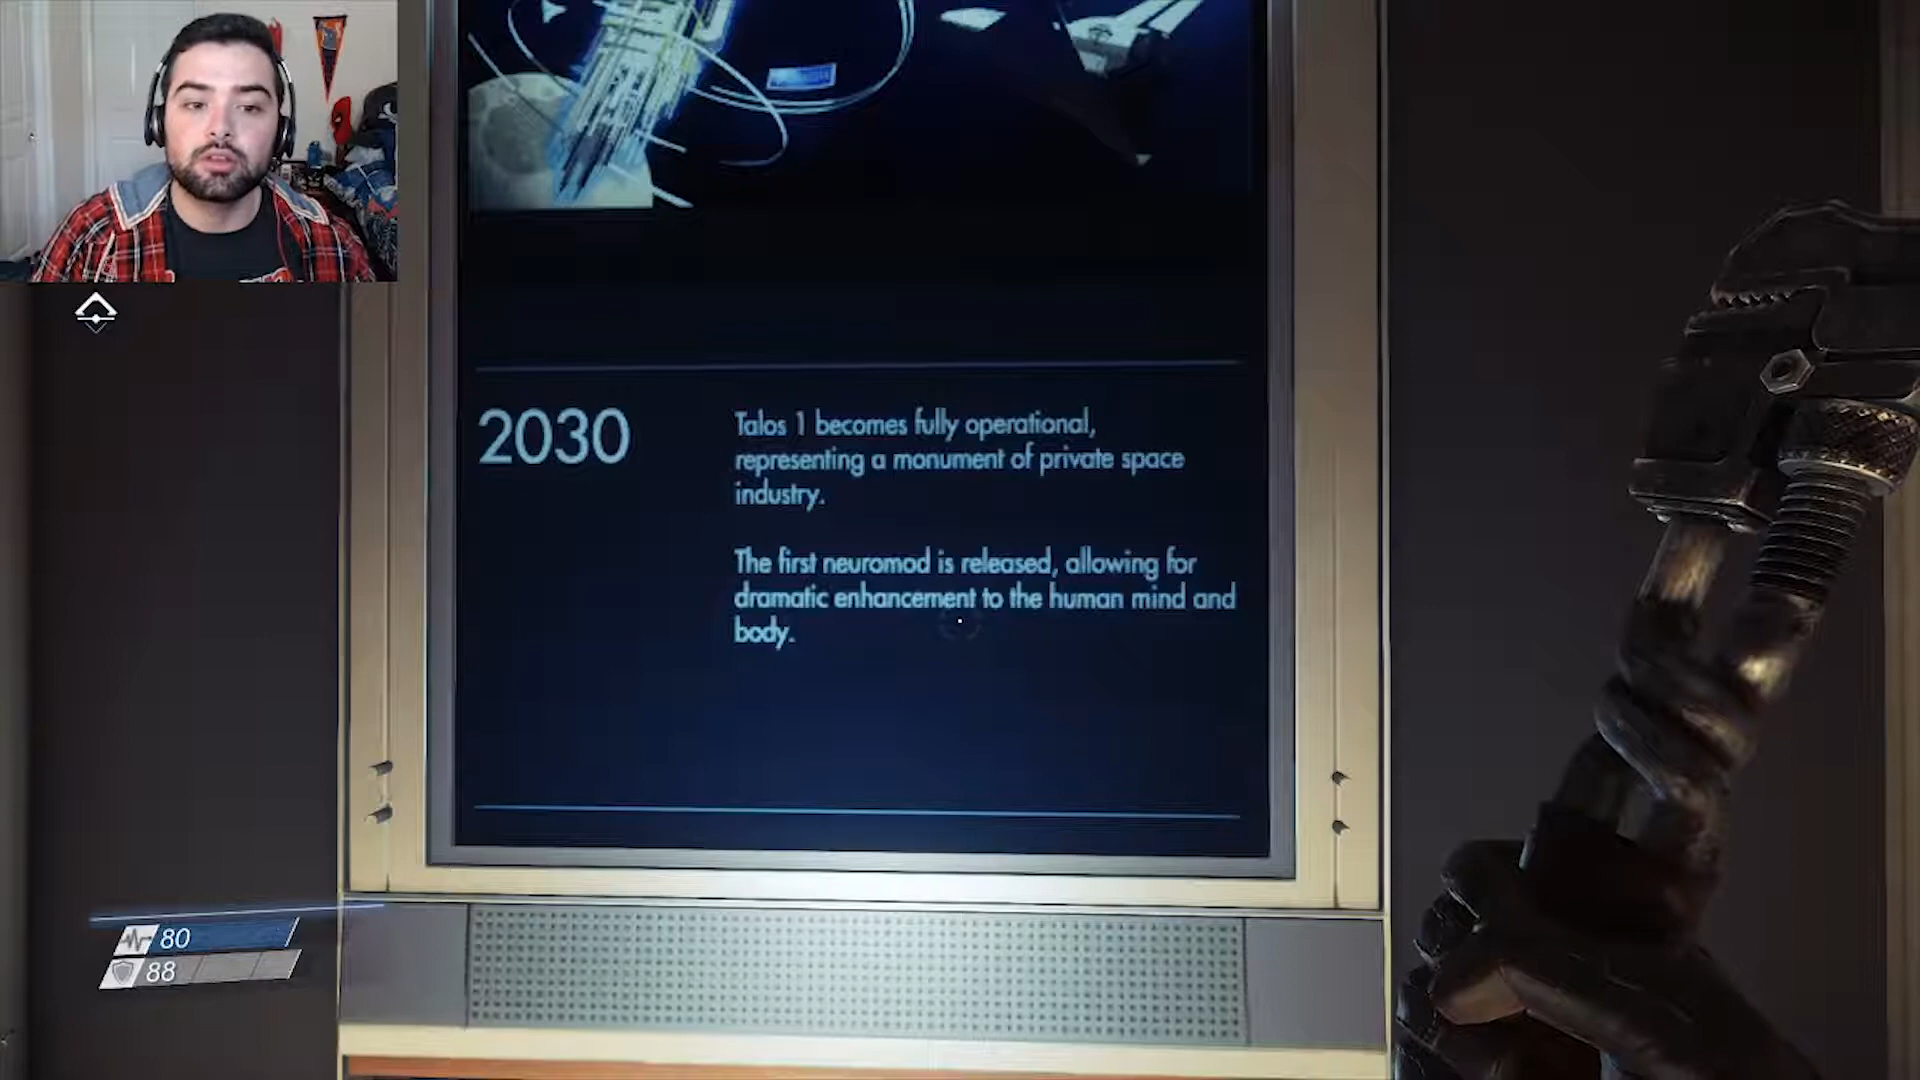 2030
Talos 1 becomes fully operational,
representing a monument of private space
industry.
The first neuromod is released, allowing for
dramatic enhancement to the human mind and
body.
80
88